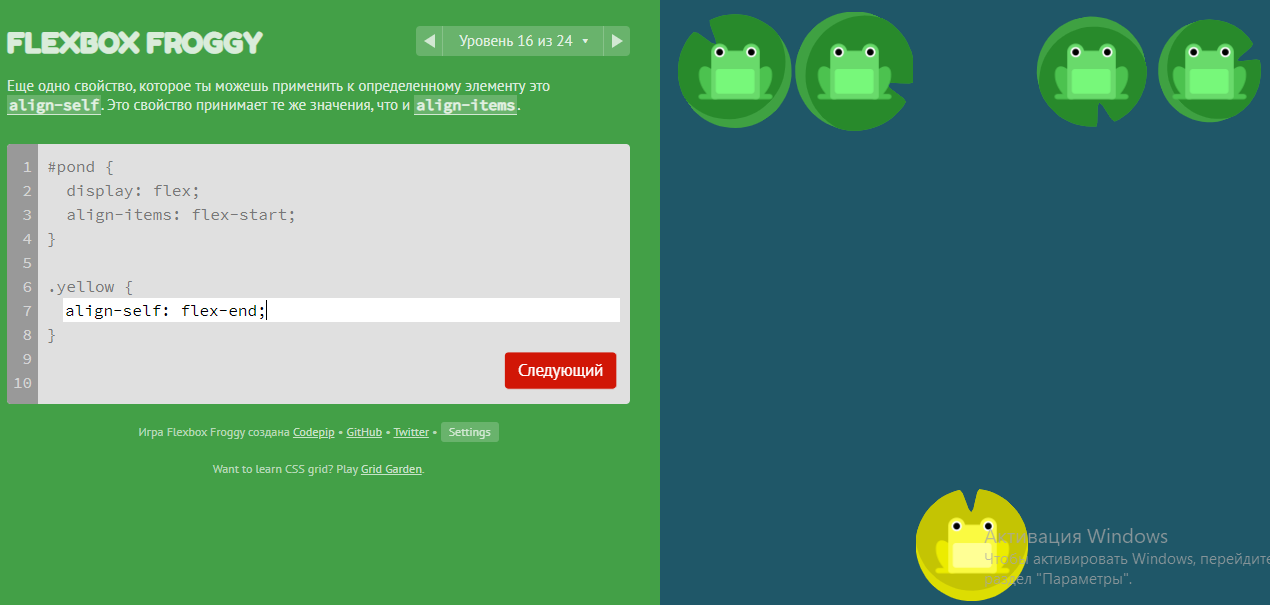 FLEXBOX FROGGY
Уровень 16 из 24
Еще одно свойство, которое ты можешь применить к определенному элементу это
align-self. Это свойство принимает те же значения, что и align-items.
1 #pond {
2 display: flex;
3 align-items: flex-start;
4 }
5
6 .yellow {
7 align-self: flex-end;
8 }
9
10
Следующий
Игра Flexbox Froggy создана Codepip • GitHub • Twitter • Settings
Want to learn CSS grid? Play Grid Garden.
Активация Windows
Чтобы активировать Windows, перейдите
раздел "Параметры".